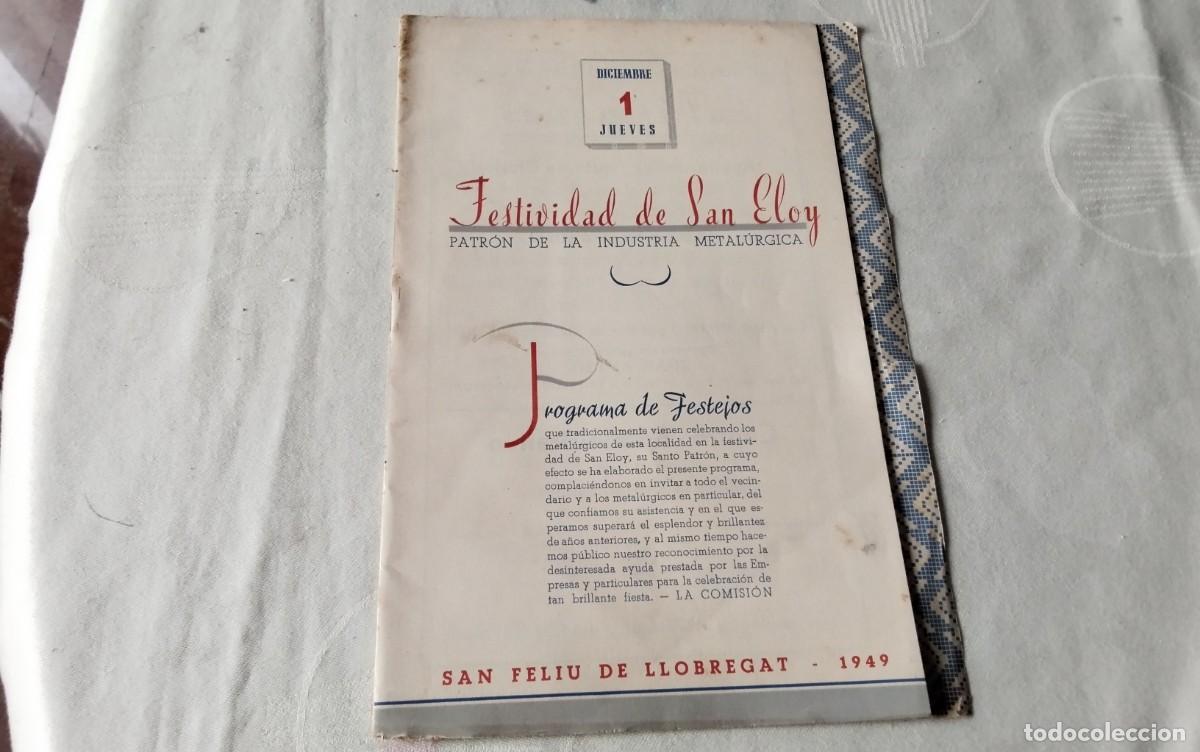 DICIEMBRE
1
JUEVES
Festividad de San Eloy
PATRÓN DE LA INDUSTRIA METALÚRGICA
Programa de Festejos
que tradicionalmente vienen celebrando los
metalúrgicos de esta localidad en la festivi-
dad de San Eloy, su Santo Patrón, a cuyo
efecto se ha elaborado el presente programa,
complaciéndonos en invitar a todo el vecin-
dario y a los metalúrgicos en particular, del
que confiamos su asistencia y en el que es-
peramos superará el esplendor y brillantez
de años anteriores, y al mismo tiempo hace-
mos público nuestro reconocimiento por la
desinteresada ayuda prestada por las Em-
presas y particulares para la celebración de
tan brillante fiesta. — LA COMISIÓN
SAN FELIU DE LLOBREGAT - 1949
todocoleccion